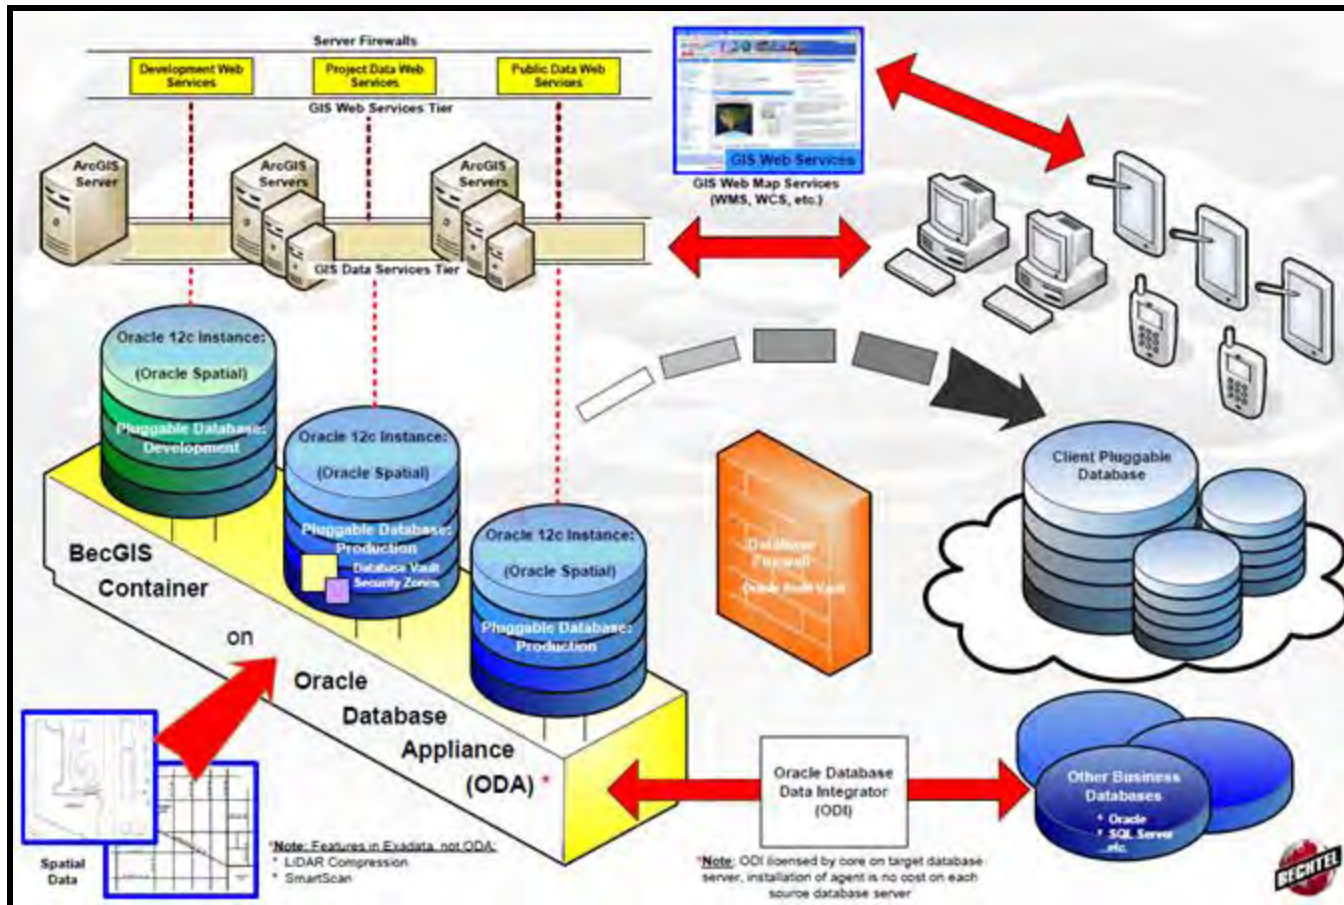 Server Firewalls
Development Web
Services
Project Data Web
Services
Public Data Web
Services
GIS Web Services Tier
ArcGIS
Server
ArcGIS
Servers
ArcGIS
Servers
GIS Data Services Tier
GIS Web Services
GIS Web Map Services
(WMS, WCS, etc.)
Oracle 12c Instance:
(Oracle Spatial)
Pluggable Database:
Development
Oracle 12c Instance:
(Oracle Spatial)
Pluggable Database:
Production
Database Vault
Security Zones
Oracle 12c Instance:
(Oracle Spatial)
Pluggable Database:
Production
BecGIS
Container
on
Oracle
Database
Appliance
(ODA) *
Database
Firewall
Oracle Audit Vault
Client Pluggable
Database
Spatial
Data
*Note: Features in Exadata, not ODA:
* LiDAR Compression
* SmartScan
Oracle Database
Data Integrator
(ODI)
*Note: ODI licensed by core on target database
server, installation of agent is no cost on each
source database server
Other Business
Databases
* Oracle
* SQL Server
...etc.
BECHTEL